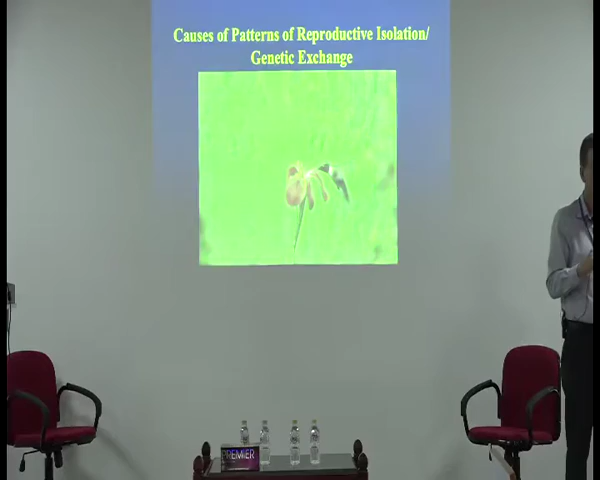 Causes of Patterns of Reproductive Isolation/
Genetic Exchange
PREMIER